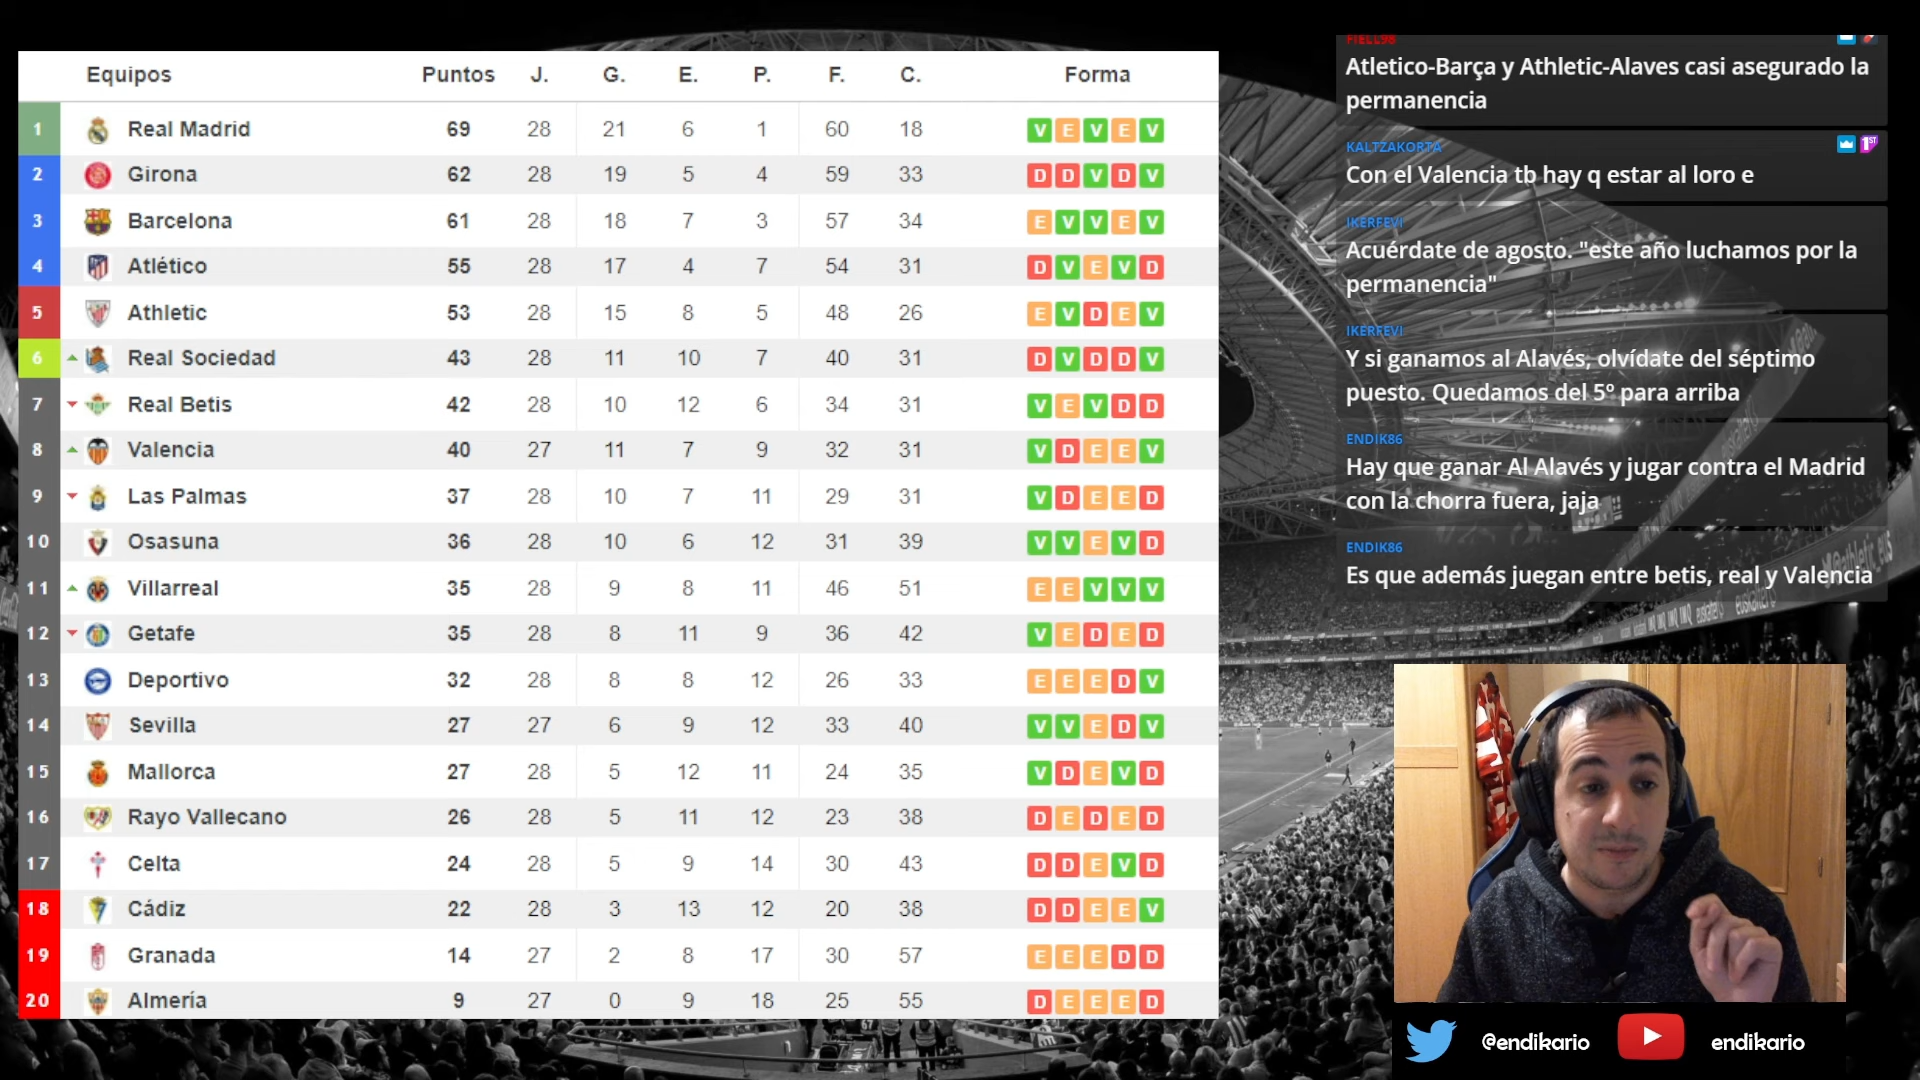 Equipos Puntos J. G. E. P. F. C. Forma
1 Real Madrid 69 28 21 6 1 60 18 V E V E V
2 Girona 62 28 19 5 4 59 33 D D V D V
3 Barcelona 61 28 18 7 3 57 34 E V V E V
4 Atlético 55 28 17 4 7 54 31 D V E V D
5 Athletic 53 28 15 8 5 48 26 E V D E V
6 Real Sociedad 43 28 11 10 7 40 31 D V D D V
7 Real Betis 42 28 10 12 6 34 31 V E V D D
8 Valencia 40 27 11 7 9 32 31 V D E E V
9 Las Palmas 37 28 10 7 11 29 31 V D E E D
10 Osasuna 36 28 10 6 12 31 39 V V E V D
11 Villarreal 35 28 9 8 11 46 51 E E V V V
12 Getafe 35 28 8 11 9 36 42 V E D E D
13 Deportivo 32 28 8 8 12 26 33 E E E D V
14 Sevilla 27 27 6 9 12 33 40 V V E D V
15 Mallorca 27 28 5 12 11 24 35 V D E V D
16 Rayo Vallecano 26 28 5 11 12 23 38 D E D E D
17 Celta 24 28 5 9 14 30 43 D D E V D
18 Cádiz 22 28 3 13 12 20 38 D D E E V
19 Granada 14 27 2 8 17 30 57 E E E D D
20 Almería 9 27 0 9 18 25 55 D E E E D
FIELL98
Atletico-Barça y Athletic-Alaves casi asegurado la
permanencia
KALTZAKORTA 1ST
Con el Valencia tb hay q estar al loro e
IKERFEVI
Acuérdate de agosto. "este año luchamos por la
permanencia"
IKERFEVI
Y si ganamos al Alavés, olvídate del séptimo
puesto. Quedamos del 5º para arriba
ENDIK86
Hay que ganar Al Alavés y jugar contra el Madrid
con la chorra fuera, jaja
ENDIK86
Es que además juegan entre betis, real y Valencia
@endikario endikario